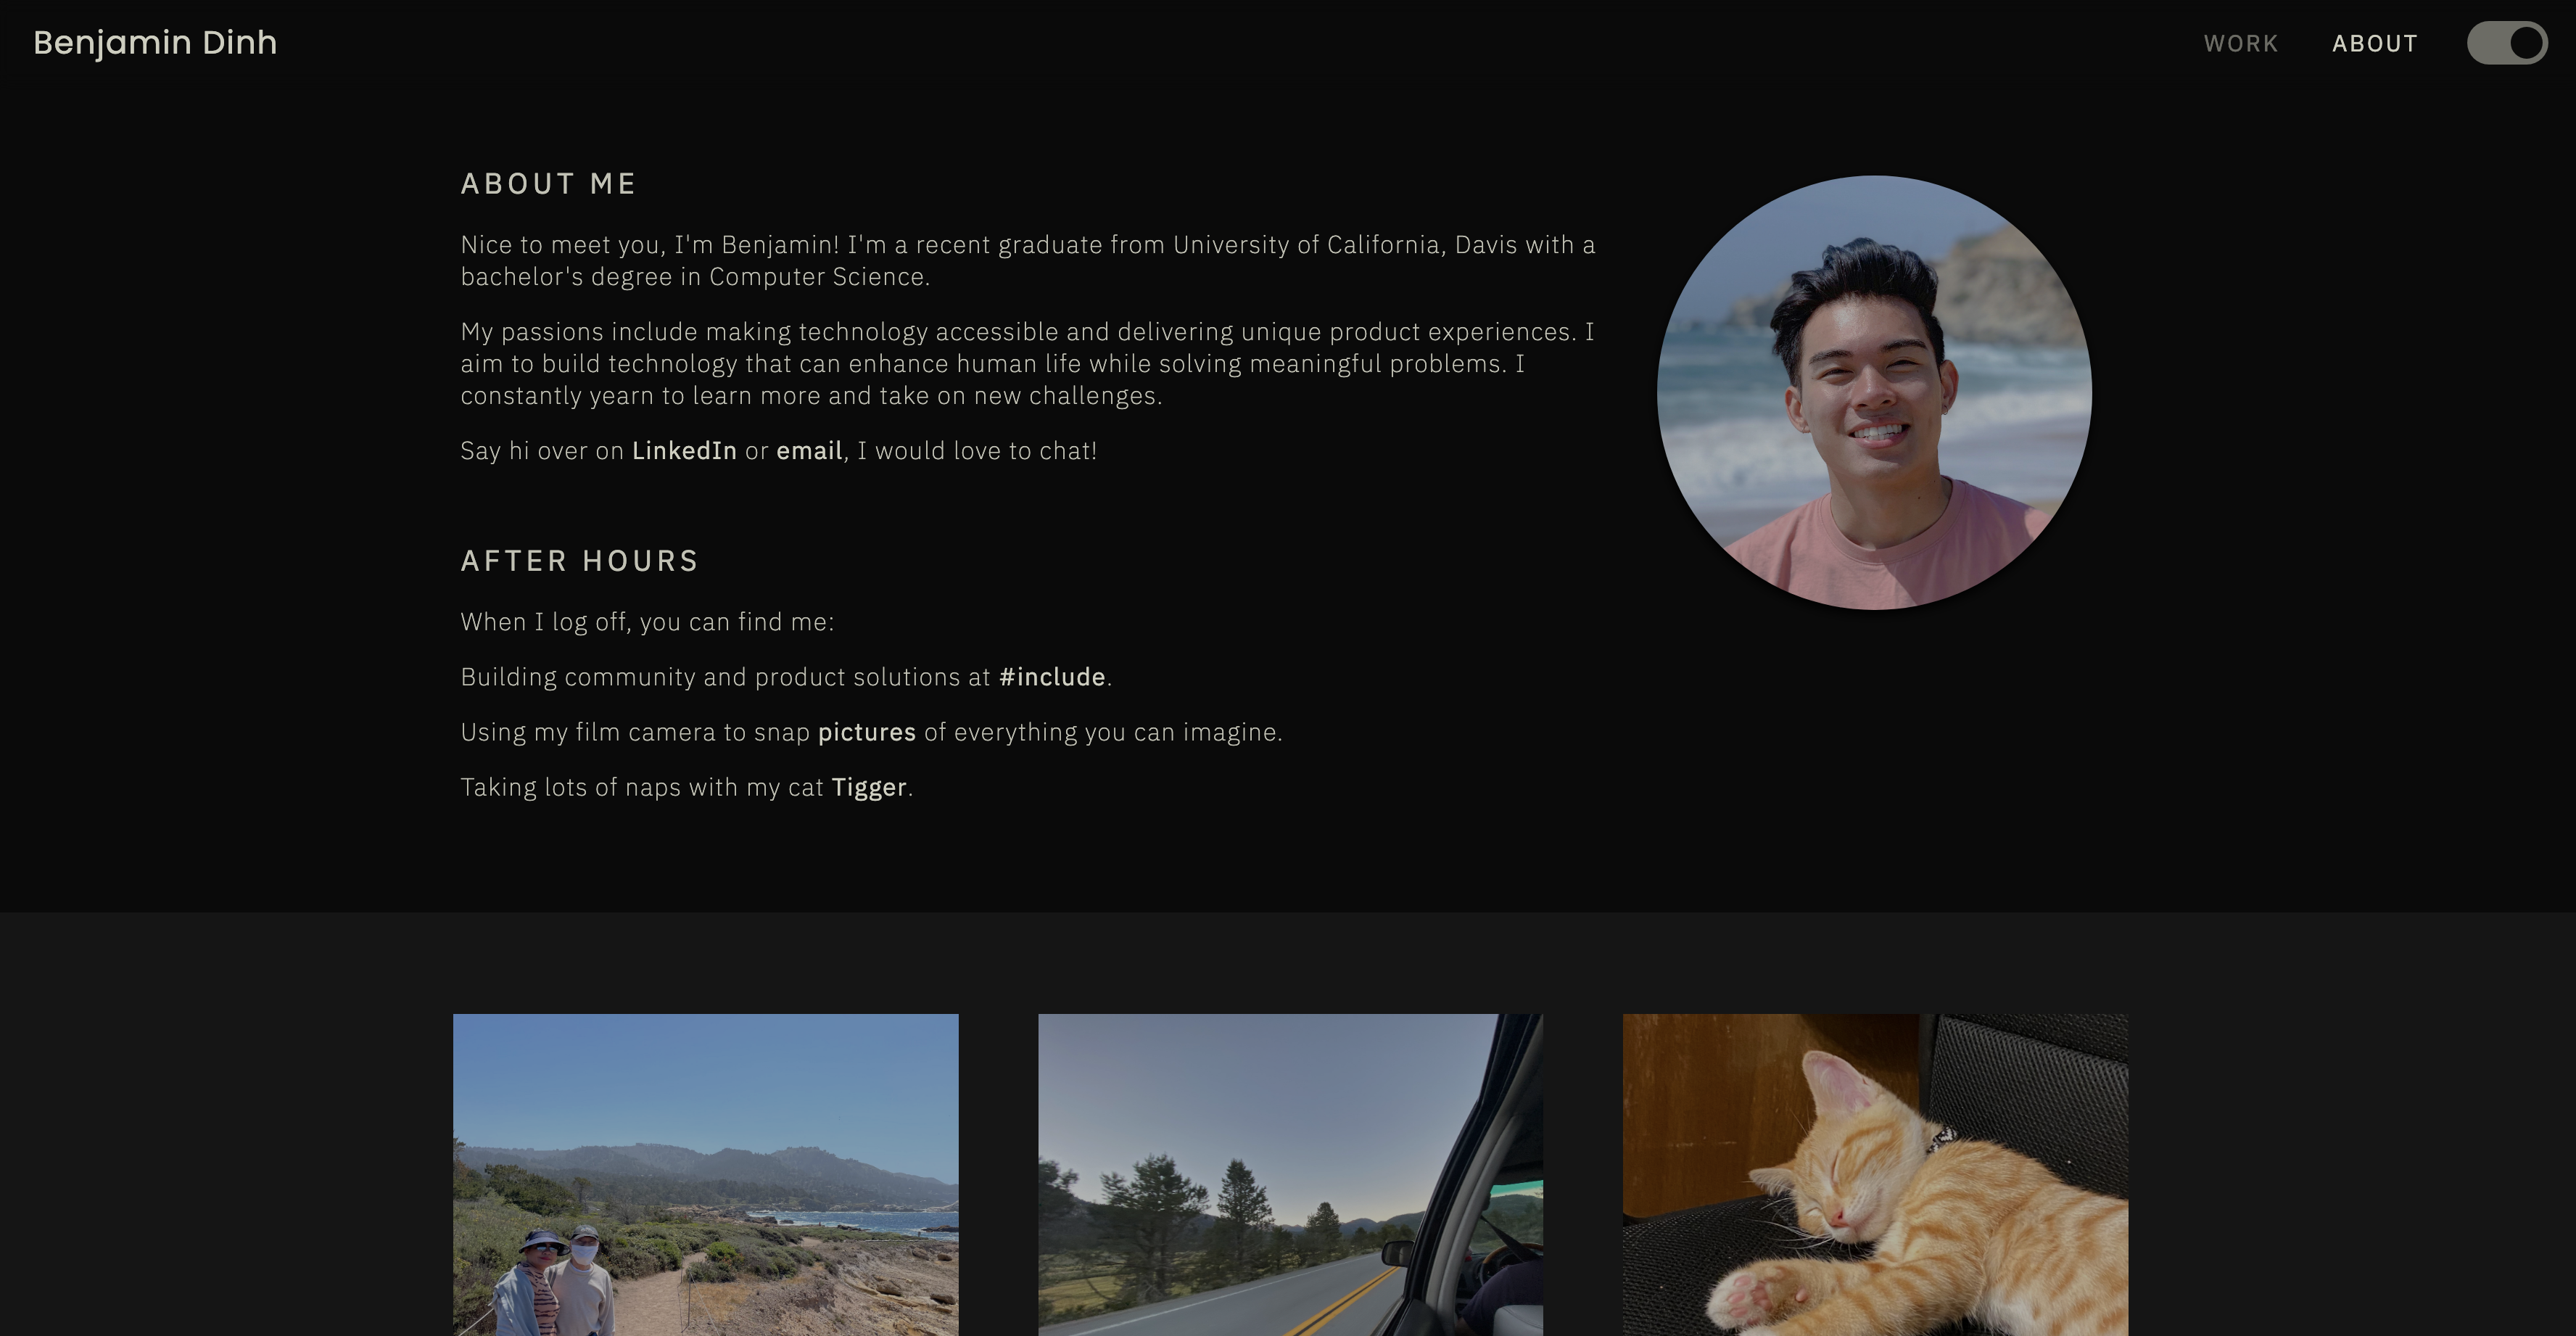 Benjamin Dinh
WORK
ABOUT
ABOUT ME
Nice to meet you, I'm Benjamin! I'm a recent graduate from University of California, Davis with a
bachelor's degree in Computer Science.
My passions include making technology accessible and delivering unique product experiences. I
aim to build technology that can enhance human life while solving meaningful problems. I
constantly yearn to learn more and take on new challenges.
Say hi over on LinkedIn or email, I would love to chat!
AFTER HOURS
When I log off, you can find me:
Building community and product solutions at #include.
Using my film camera to snap pictures of everything you can imagine.
Taking lots of naps with my cat Tigger.